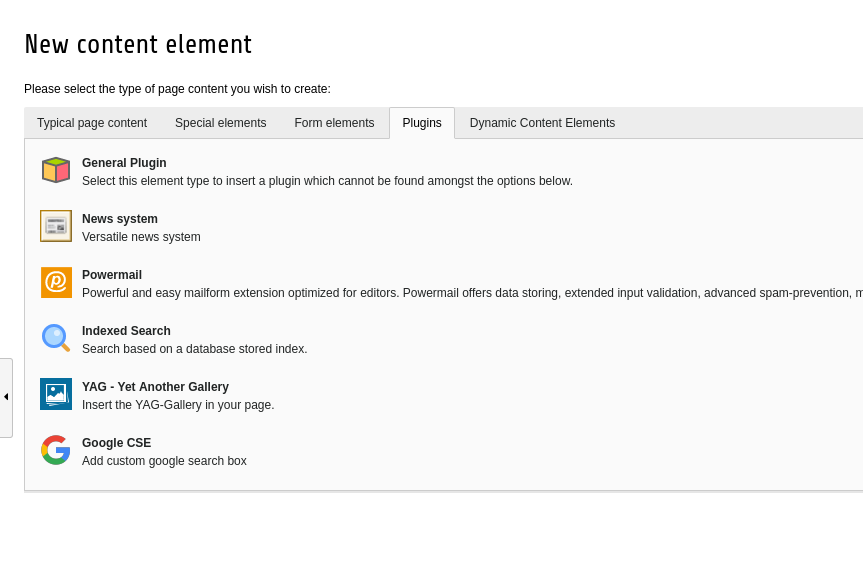 New content element
Please select the type of page content you wish to create:
Typical page content Special elements Form elements Plugins Dynamic Content Elements
General Plugin
Select this element type to insert a plugin which cannot be found amongst the options below.
News system
Versatile news system
Powermail
Powerful and easy mailform extension optimized for editors. Powermail offers data storing, extended input validation, advanced spam-prevention,
Indexed Search
Search based on a database stored index.
YAG - Yet Another Gallery
Insert the YAG-Gallery in your page.
Google CSE
Add custom google search box